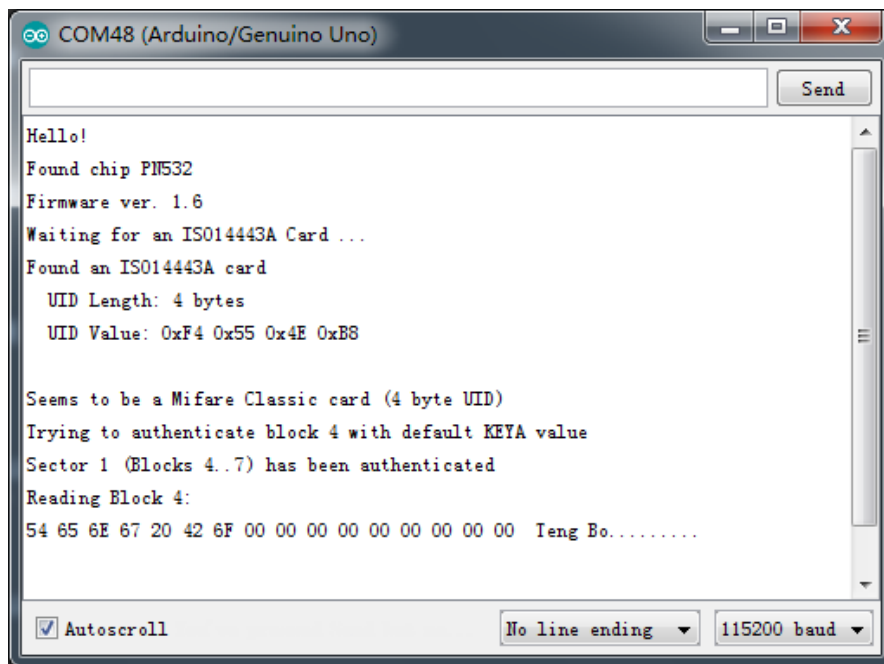 COM48 (Arduino/Genuino Uno)
Send
Hello!
Found chip PN532
Firmware ver. 1.6
Waiting for an ISO14443A Card ...
Found an ISO14443A card
  UID Length: 4 bytes
  UID Value: 0xF4 0x55 0x4E 0xB8
Seems to be a Mifare Classic card (4 byte UID)
Trying to authenticate block 4 with default KEYA value
Sector 1 (Blocks 4..7) has been authenticated
Reading Block 4:
54 65 6E 67 20 42 6F 00 00 00 00 00 00 00 00 00  Teng Bo.........
Autoscroll
No line ending
115200 baud